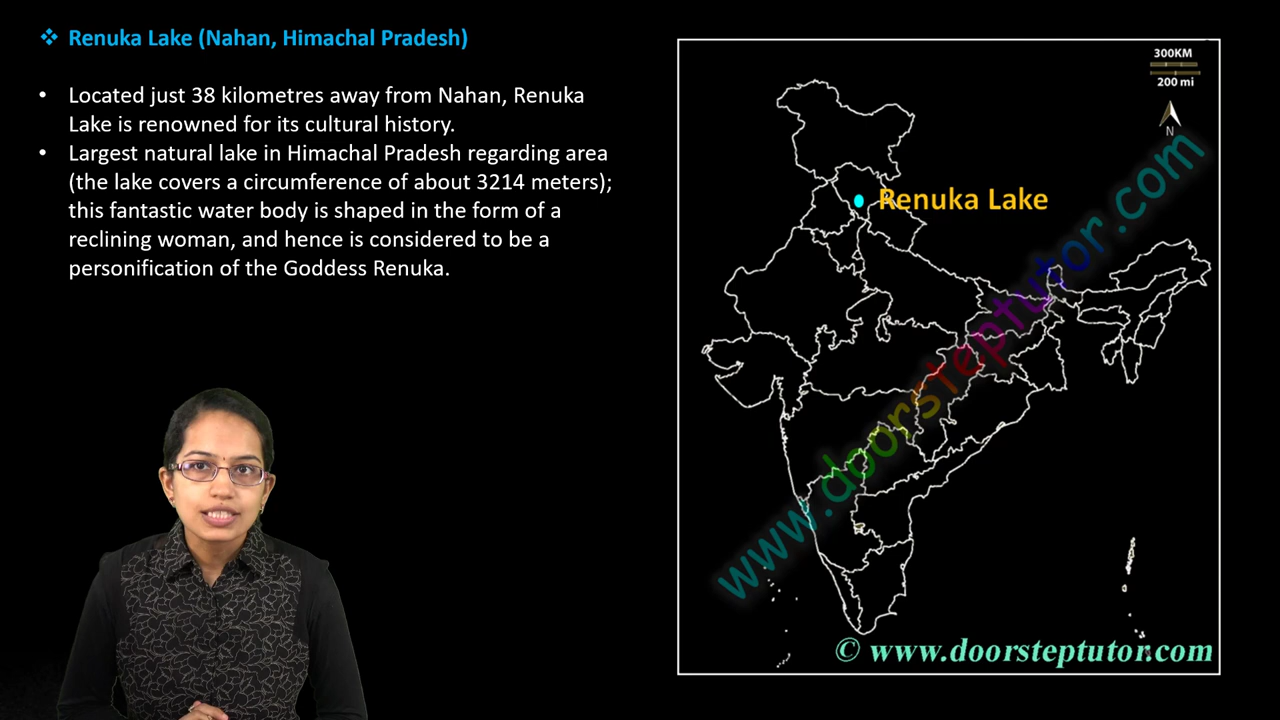 ❖ Renuka Lake (Nahan, Himachal Pradesh)
• Located just 38 kilometres away from Nahan, Renuka
Lake is renowned for its cultural history.
• Largest natural lake in Himachal Pradesh regarding area
(the lake covers a circumference of about 3214 meters);
this fantastic water body is shaped in the form of a
reclining woman, and hence is considered to be a
personification of the Goddess Renuka.
300KM
200 mi
N
Renuka Lake
www.doorsteptutor.com
© www.doorsteptutor.com